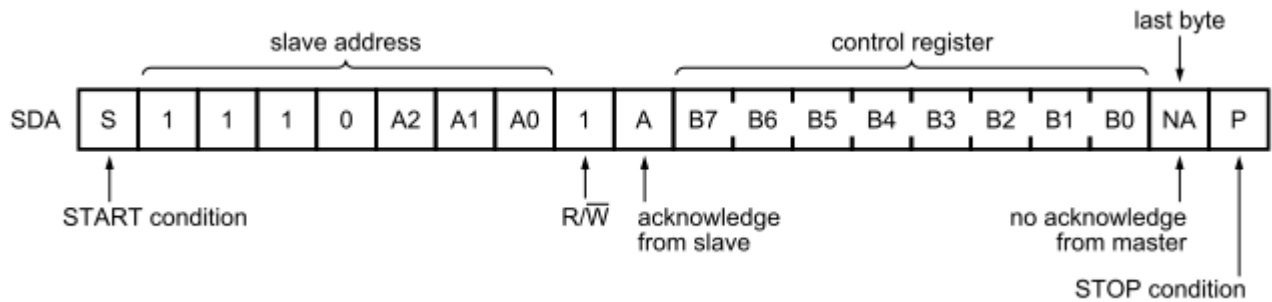 last byte
slave address
control register
SDA S 1 1 1 0 A2 A1 A0 1 A B7 B6 B5 B4 B3 B2 B1 B0 NA P
START condition
R/W̅
acknowledge
from slave
no acknowledge
from master
STOP condition